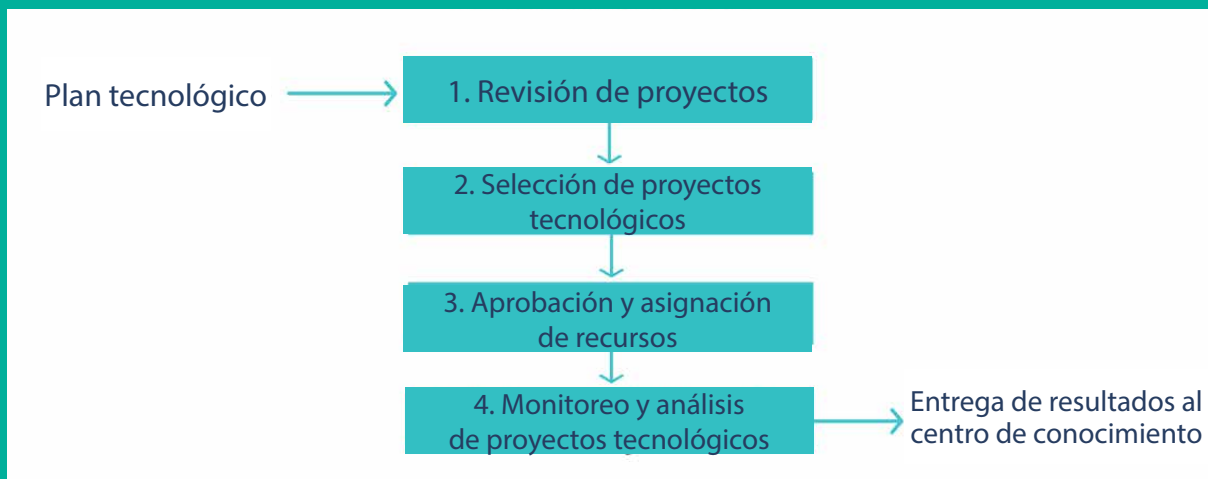 Plan tecnológico
1. Revisión de proyectos
2. Selección de proyectos
tecnológicos
3. Aprobación y asignación
de recursos
4. Monitoreo y análisis
de proyectos tecnológicos
Entrega de resultados al
centro de conocimiento